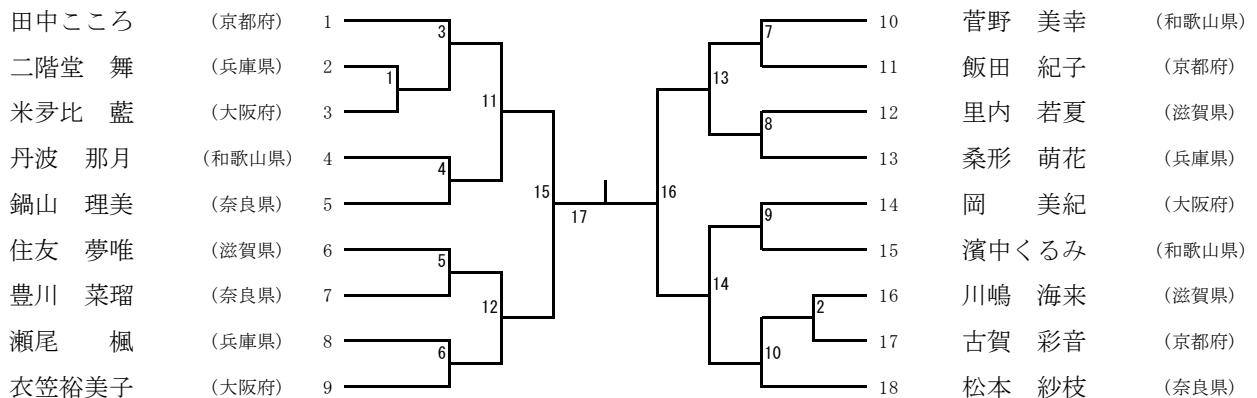 田中こころ (京都府) 1 3 7 10 菅野 美幸 (和歌山県)
二階堂 舞 (兵庫県) 2 1 13 11 飯田 紀子 (京都府)
米夛比 藍 (大阪府) 3 11 8 12 里内 若夏 (滋賀県)
丹波 那月 (和歌山県) 4 4 13 桑形 萌花 (兵庫県)
鍋山 理美 (奈良県) 5 15 17 16 9 14 岡 美紀 (大阪府)
住友 夢唯 (滋賀県) 6 5 15 濱中くるみ (和歌山県)
豊川 菜瑠 (奈良県) 7 12 14 2 16 川嶋 海来 (滋賀県)
瀬尾 楓 (兵庫県) 8 6 10 17 古賀 彩音 (京都府)
衣笠裕美子 (大阪府) 9 18 松本 紗枝 (奈良県)